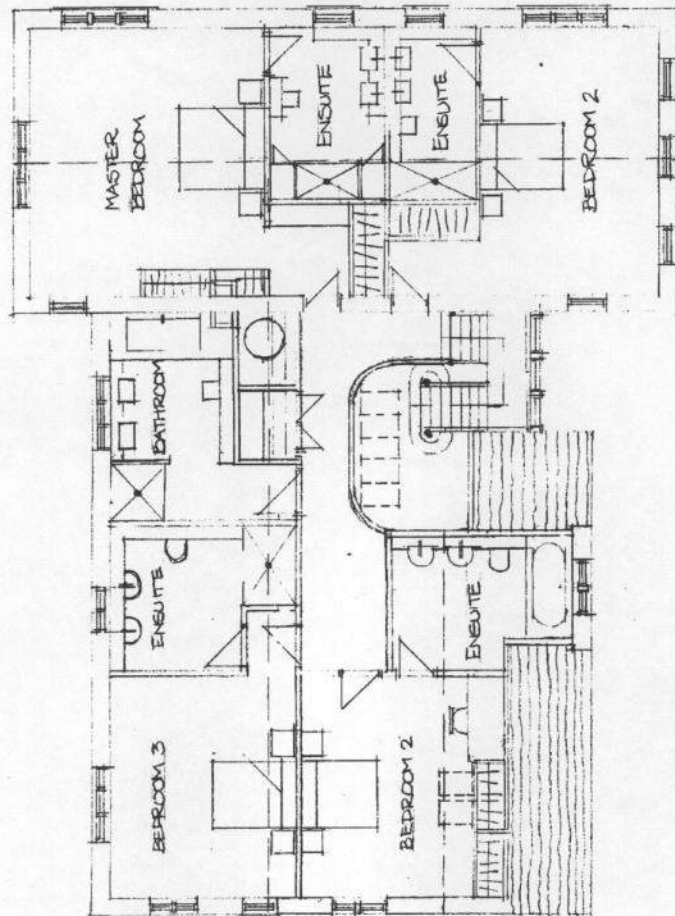 MASTER
BEDROOM
ENSUITE
ENSUITE
BEDROOM 2
BATHROOM
ENSUITE
ENSUITE
BEDROOM 3
BEDROOM 2